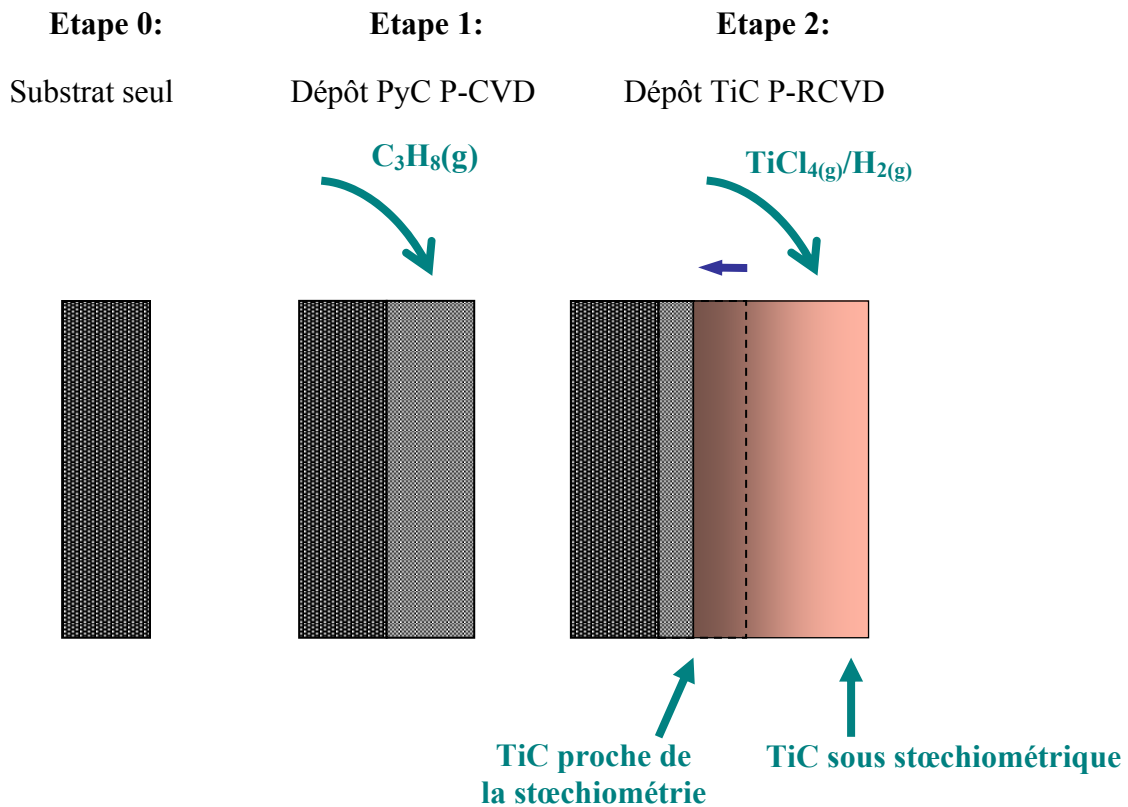 Etape 0:
Etape 1:
Etape 2:
Substrat seul
Dépôt PyC P-CVD
Dépôt TiC P-RCVD
C₃H₈(g)
TiCl₄₍g₎/H₂₍g₎
TiC proche de
la stœchiométrie
TiC sous stœchiométrique